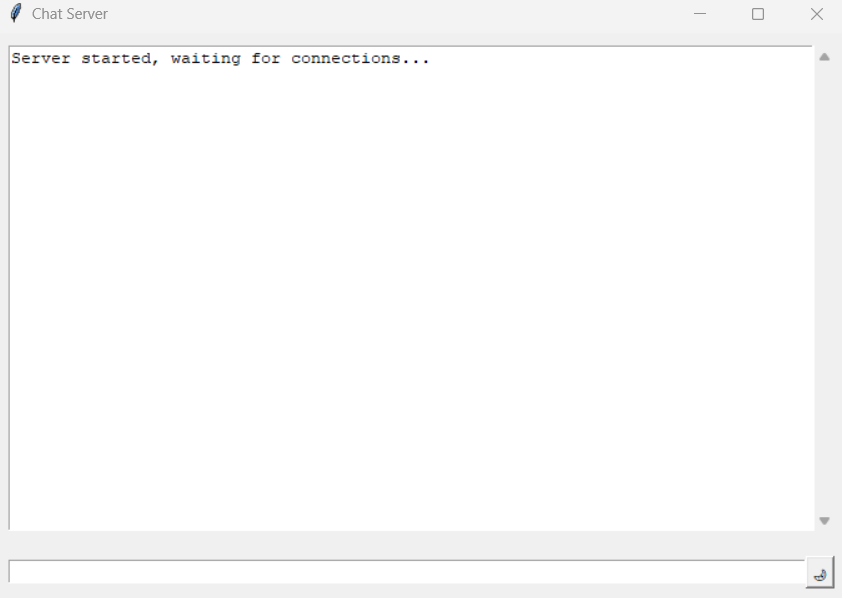 Chat Server
Server started, waiting for connections...